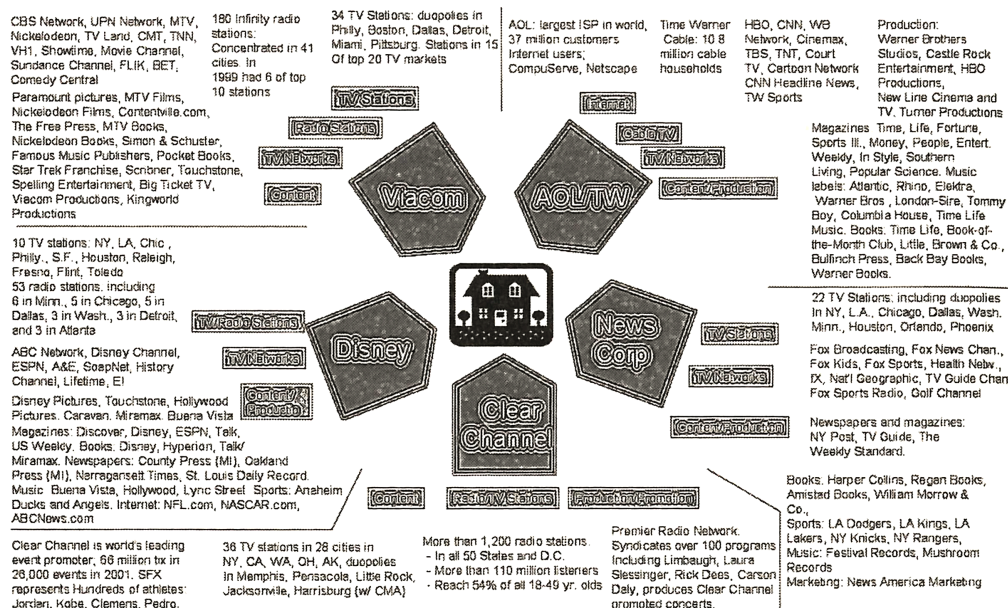 CBS Network, UPN Network, MTV,
Nickelodeon, TV Land, CMT, TNN,
VH1, Showtime, Movie Channel,
Sundance Channel, FLIK, BET,
Comedy Central
Paramount pictures, MTV Films,
Nickelodeon Films, Contentville.com,
The Free Press, MTV Books,
Nickelodeon Books, Simon & Schuster,
Famous Music Publishers, Pocket Books,
Star Trek Franchise, Scribner, Touchstone,
Spelling Entertainment, Big Ticket TV,
Viacom Productions, Kingworld
Productions
180 Infinity radio
stations:
Concentrated in 41
cities. In
1999 had 6 of top
10 stations
34 TV Stations: duopolies in
Philly, Boston, Dallas, Detroit,
Miami, Pittsburg. Stations in 15
Of top 20 TV markets
TV Stations
Radio Stations
TV Networks
Content
Viacom
AOL: largest ISP in world,
37 million customers
Internet users;
CompuServe, Netscape
Time Warner
Cable: 10.8
million cable
households
HBO, CNN, WB
Network, Cinemax,
TBS, TNT, Court
TV, Cartoon Network
CNN Headline News,
TW Sports
Production:
Warner Brothers
Studios, Castle Rock
Entertainment, HBO
Productions,
New Line Cinema and
TV, Turner Productions
Magazines Time, Life, Fortune,
Sports Ill., Money, People, Entert.
Weekly, In Style, Southern
Living, Popular Science. Music
labels: Atlantic, Rhino, Elektra,
Warner Bros., London-Sire, Tommy
Boy, Columbia House, Time Life
Music. Books: Time Life, Book-of-
the-Month Club, Little, Brown & Co.,
Bulfinch Press, Back Bay Books,
Warner Books.
Internet
Cable TV
TV Networks
Content/Production
AOL/TW
10 TV stations: NY, LA, Chic.,
Philly., S.F., Houston, Raleigh,
Fresno, Flint, Toledo
53 radio stations, including
6 in Minn., 5 in Chicago, 5 in
Dallas, 3 in Wash., 3 in Detroit,
and 3 in Atlanta
ABC Network, Disney Channel,
ESPN, A&E, SoapNet, History
Channel, Lifetime, E!
Disney Pictures, Touchstone, Hollywood
Pictures, Caravan, Miramax, Buena Vista
Magazines: Discover, Disney, ESPN, Talk,
US Weekly. Books: Disney, Hyperion, Talk/
Miramax. Newspapers: County Press (MI), Oakland
Press (MI), Narragansett Times, St. Louis Daily Record.
Music: Buena Vista, Hollywood, Lyric Street Sports: Anaheim
Ducks and Angels. Internet: NFL.com, NASCAR.com,
ABCNews.com
TV/Radio Stations
TV Networks
Content/
Disney
News
Corp
TV Stations
TV Networks
Content/Production
22 TV Stations: including duopolies
In NY, L.A., Chicago, Dallas, Wash.
Minn., Houston, Orlando, Phoenix
Fox Broadcasting, Fox News Chan.,
Fox Kids, Fox Sports, Health Netw.,
fX, Nat'l Geographic, TV Guide Chan
Fox Sports Radio, Golf Channel
Newspapers and magazines:
NY Post, TV Guide, The
Weekly Standard.
Books: Harper Collins, Regan Books,
Amistad Books, William Morrow &
Co.,
Sports: LA Dodgers, LA Kings, LA
Lakers, NY Knicks, NY Rangers,
Music: Festival Records, Mushroom
Records
Marketing: News America Marketing
Clear
Channel
Content
Radio/TV Stations
Production/Promotion
Clear Channel is world's leading
event promoter; 66 million tix in
26,000 events in 2001. SFX
represents Hundreds of athletes:
Jordan, Kobe, Clemens, Pedro,
36 TV stations in 28 cities in
NY, CA, WA, OH, AK, duopolies
in Memphis, Pensacola, Little Rock,
Jacksonville, Harrisburg (w/ CMA)
More than 1,200 radio stations.
- In all 50 States and D.C.
- More than 110 million listeners
- Reach 54% of all 18-49 yr. olds
Premier Radio Network.
Syndicates over 100 programs
Including Limbaugh, Laura
Slessinger, Rick Dees, Carson
Daly, produces Clear Channel
promoted concerts.